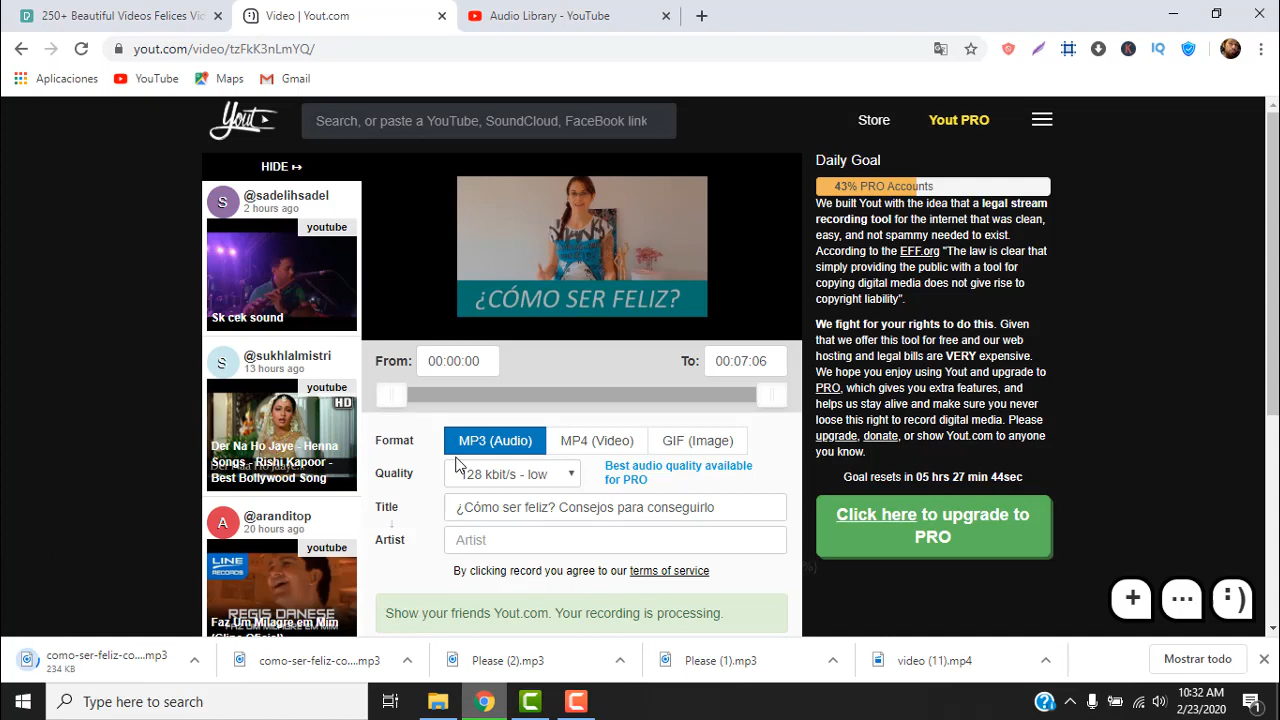 250+ Beautiful Videos Felices Vi
Video | Yout.com
Audio Library - YouTube
yout.com/video/tzFkK3nLmYQ/
Aplicaciones
YouTube
Maps
Gmail
Yout
Search, or paste a YouTube, SoundCloud, FaceBook link
Store
Yout PRO
HIDE ↦
S
@sadelihsadel
2 hours ago
youtube
Sk cek sound
S
@sukhlalmistri
13 hours ago
youtube
HD
Der Na Ho Jaye - Henna
Songs - Rishi Kapoor -
Best Bollywood Song
A
@aranditop
20 hours ago
youtube
LINE
RECORDS
REGIS DANESE
Faz Um Milagre em Mim
(Clipe Oficial)
¿CÓMO SER FELIZ?
From:
00:00:00
To:
00:07:06
Format
MP3 (Audio)
MP4 (Video)
GIF (Image)
Quality
128 kbit/s - low
Best audio quality available
for PRO
Title
¿Cómo ser feliz? Consejos para conseguirlo
↓
Artist
Artist
By clicking record you agree to our terms of service
Show your friends Yout.com. Your recording is processing.
Daily Goal
43% PRO Accounts
We built Yout with the idea that a legal stream
recording tool for the internet that was clean,
easy, and not spammy needed to exist.
According to the EFF.org "The law is clear that
simply providing the public with a tool for
copying digital media does not give rise to
copyright liability".
We fight for your rights to do this. Given
that we offer this tool for free and our web
hosting and legal bills are VERY expensive.
We hope you enjoy using Yout and upgrade to
PRO, which gives you extra features, and
helps us stay alive and make sure you never
loose this right to record digital media. Please
upgrade, donate, or show Yout.com to anyone
you know.
Goal resets in 05 hrs 27 min 44sec
Click here to upgrade to
PRO
+
...
:)
como-ser-feliz-co....mp3
234 KB
como-ser-feliz-co....mp3
Please (2).mp3
Please (1).mp3
video (11).mp4
Mostrar todo
Type here to search
10:32 AM
2/23/2020